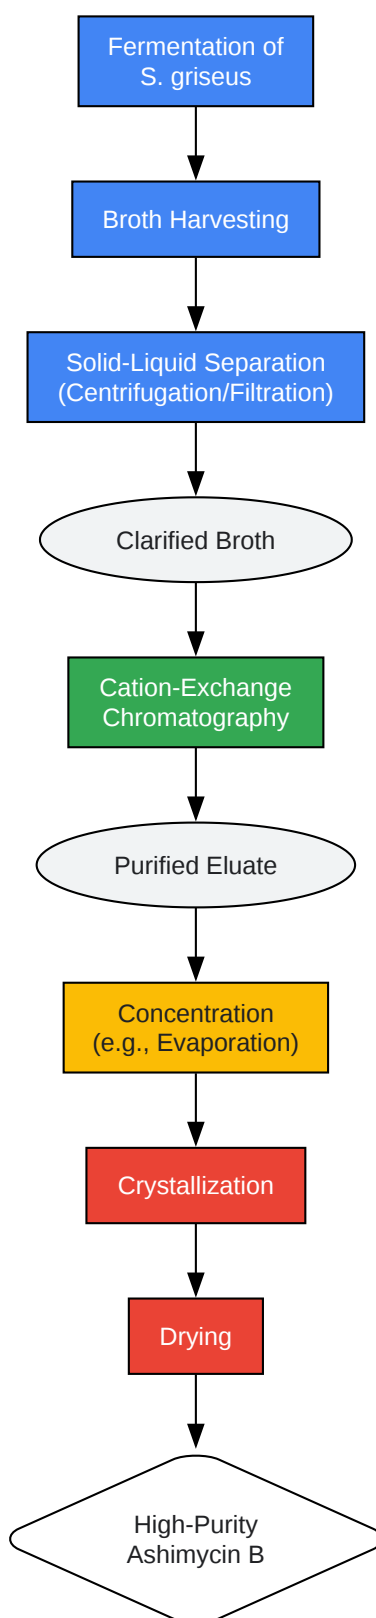 Fermentation of
S. griseus
Broth Harvesting
Solid-Liquid Separation
(Centrifugation/Filtration)
Clarified Broth
Cation-Exchange
Chromatography
Purified Eluate
Concentration
(e.g., Evaporation)
Crystallization
Drying
High-Purity
Ashimycin B